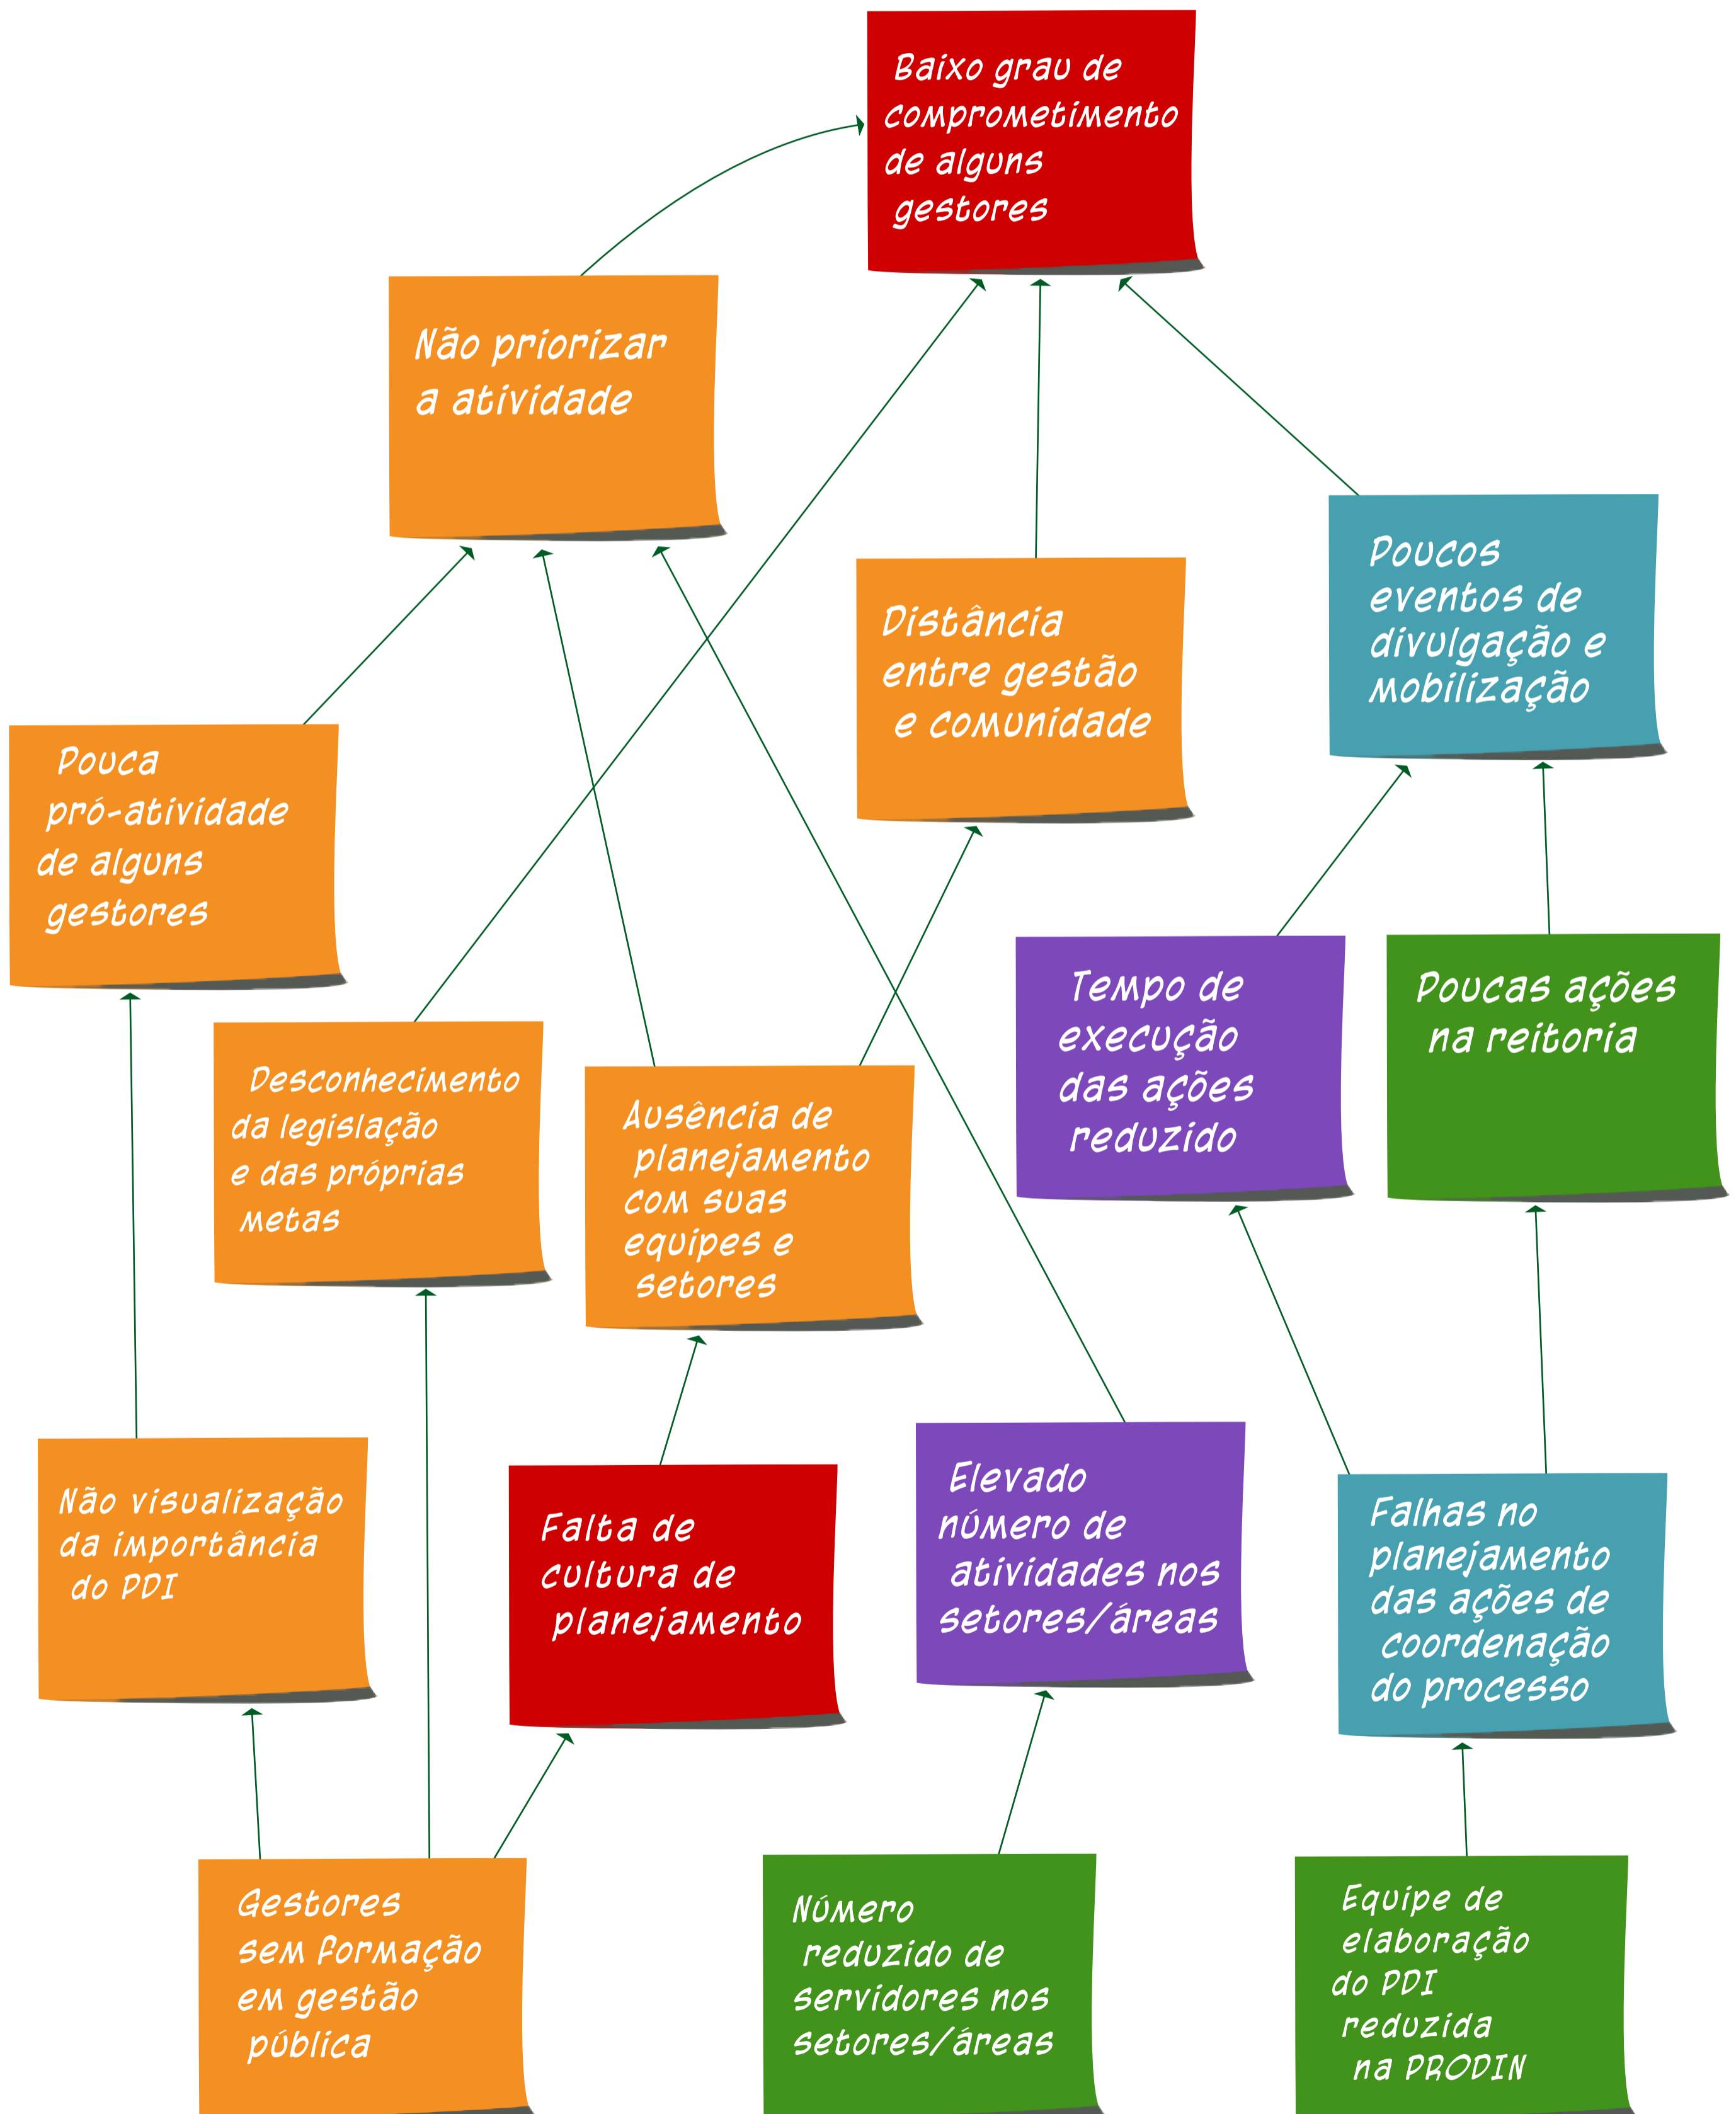 Baixo grau de
comprometimento
de alguns
gestores
Não priorizar
a atividade
Poucos
eventos de
divulgação e
mobilização
Distância
entre gestão
e comunidade
Pouca
pró-atividade
de alguns
gestores
Tempo de
execução
das ações
reduzido
Poucas ações
na reitoria
Desconhecimento
da legislação
e das próprias
metas
Ausência de
planejamento
com suas
equipes e
setores
Não visualização
da importância
do PDI
Falta de
cultura de
planejamento
Elevado
número de
atividades nos
setores/áreas
Falhas no
planejamento
das ações de
coordenação
do processo
Gestores
sem formação
em gestão
pública
Número
reduzido de
servidores nos
setores/áreas
Equipe de
elaboração
do PDI
reduzida
na PRODIN